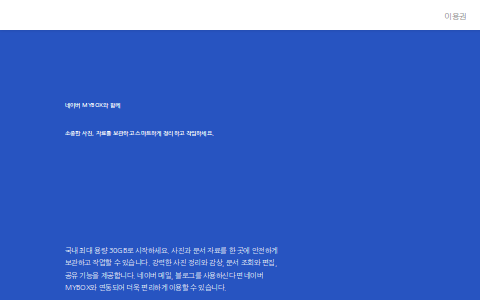 이용권
네이버 MYBOX와 함께
소중한 사진, 자료를 보관하고 스마트하게 정리하고 작업하세요.
국내 최대 용량 30GB로 시작하세요. 사진과 문서 자료를 한 곳에 안전하게
보관하고 작업할 수 있습니다. 강력한 사진 정리와 감상, 문서 조회와 편집,
공유 기능을 제공합니다. 네이버 메일, 블로그를 사용하신다면 네이버
MYBOX와 연동되어 더욱 편리하게 이용할 수 있습니다.